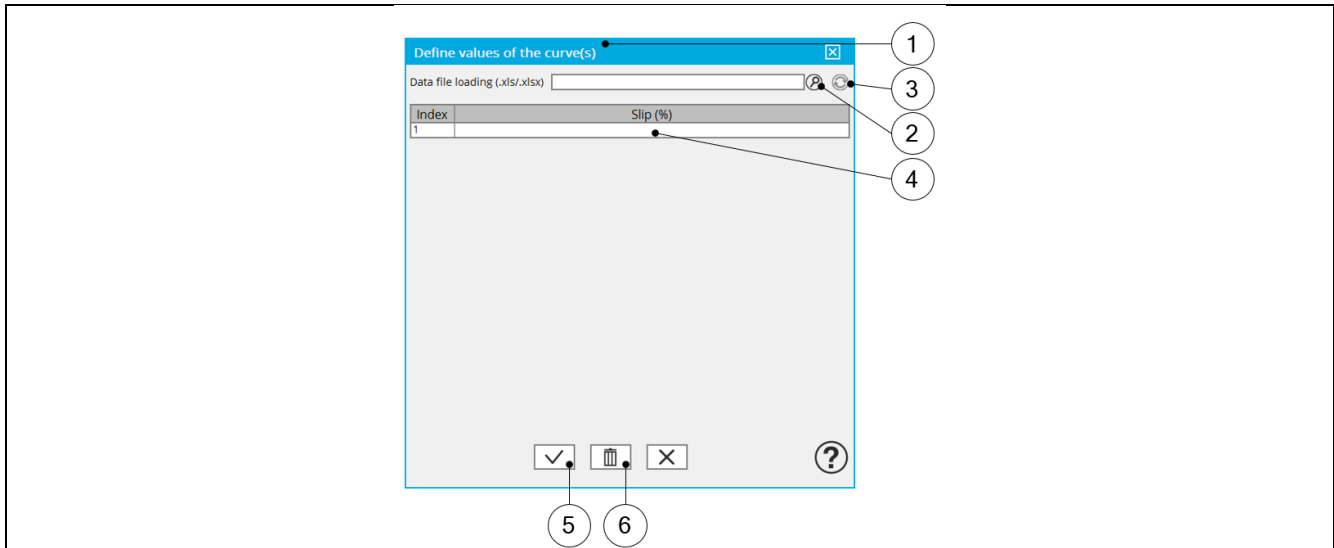 Define values of the curve(s)
1
Data file loading (.xls/.xlsx)
3
Index Slip (%)
1
2
4
?
5 6